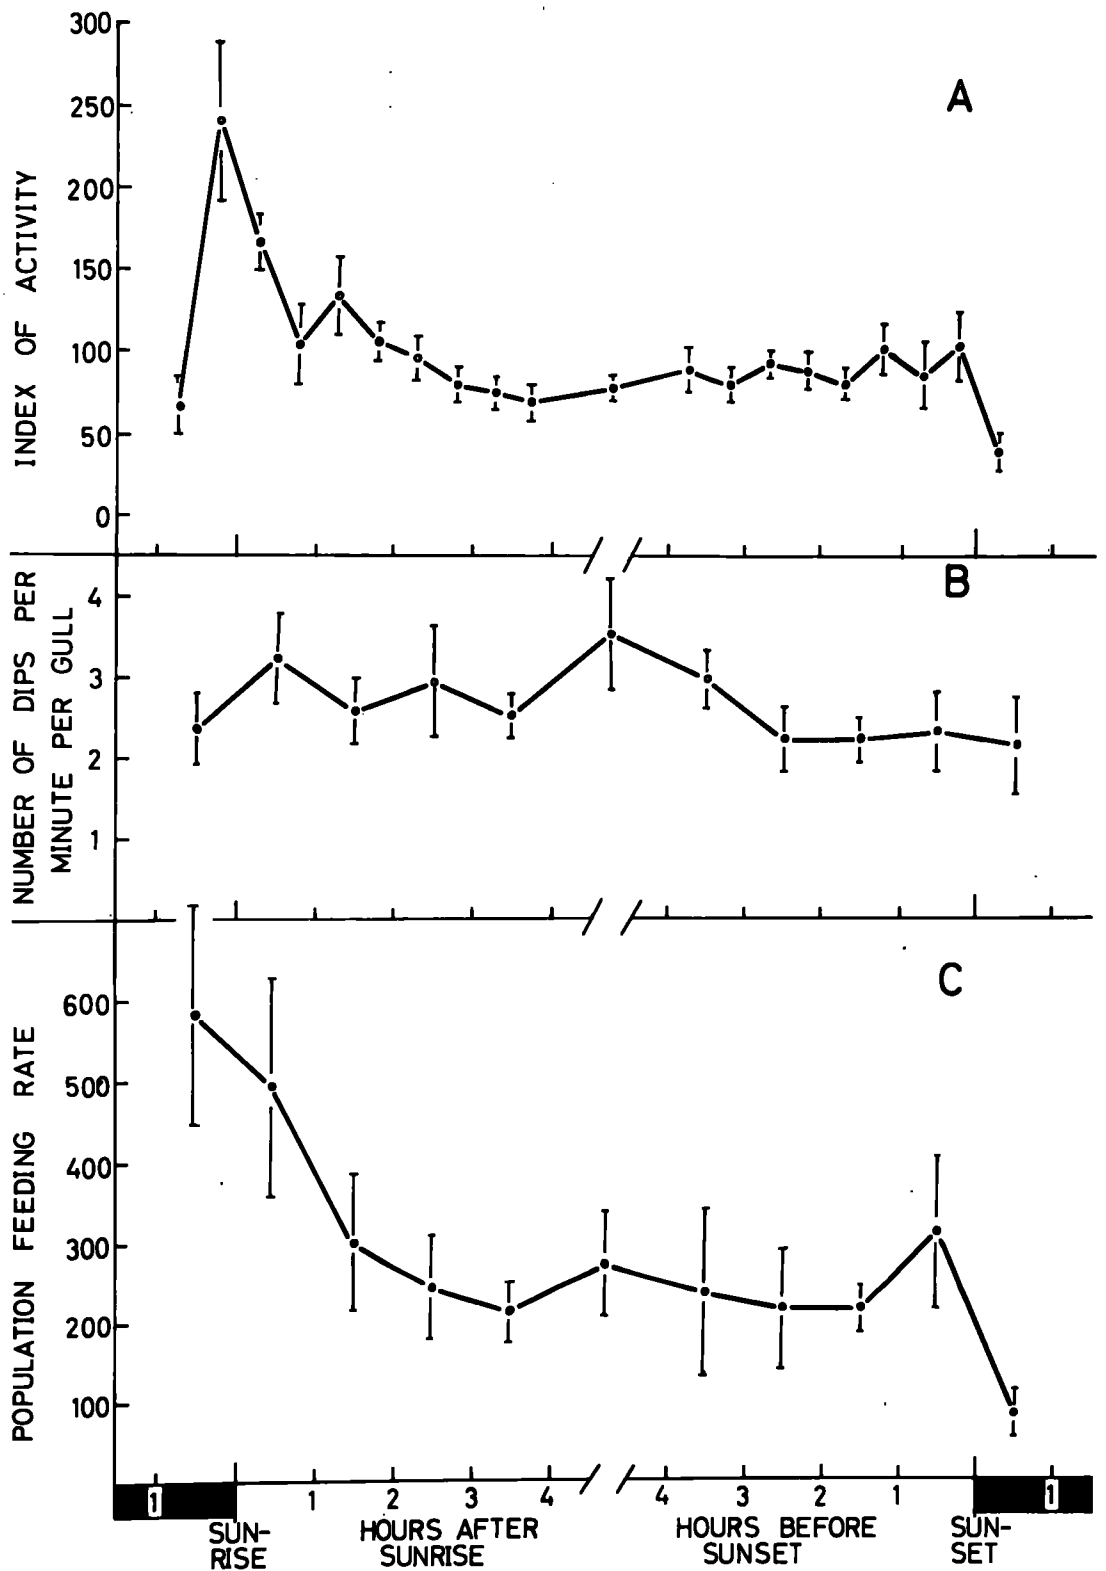 A
INDEX OF ACTIVITY
300
250
200
150
100
50
0
B
NUMBER OF DIPS PER
MINUTE PER GULL
4
3
2
1
C
POPULATION FEEDING RATE
600
500
400
300
200
100
1 1 2 3 4 4 3 2 1 1
SUN-
RISE
HOURS AFTER
SUNRISE
HOURS BEFORE
SUNSET
SUN-
SET